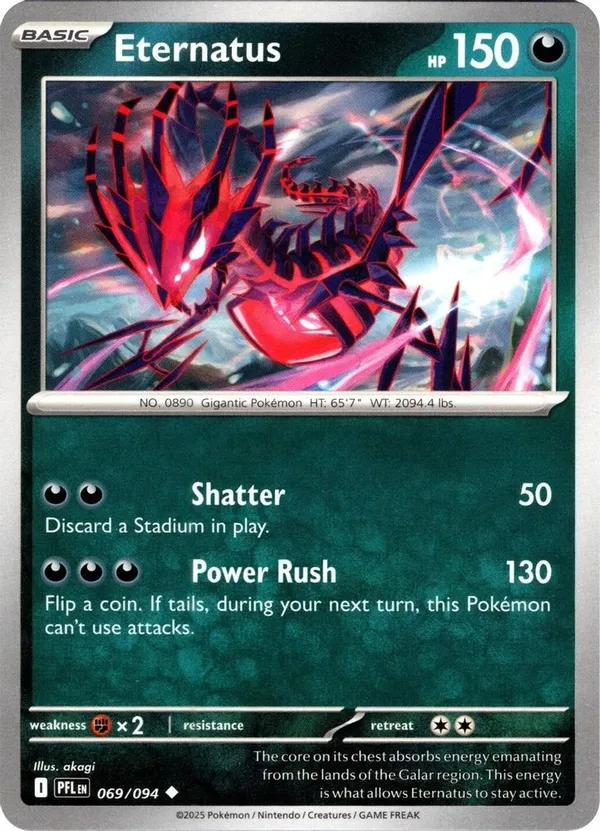 BASIC
Eternatus
HP 150
NO. 0890 Gigantic Pokémon HT: 65'7" WT: 2094.4 lbs.
Shatter 50
Discard a Stadium in play.
Power Rush 130
Flip a coin. If tails, during your next turn, this Pokémon
can't use attacks.
weakness ×2 resistance retreat
Illus. akagi
The core on its chest absorbs energy emanating
from the lands of the Galar region. This energy
is what allows Eternatus to stay active.
I PFL EN 069/094
©2025 Pokémon / Nintendo / Creatures / GAME FREAK